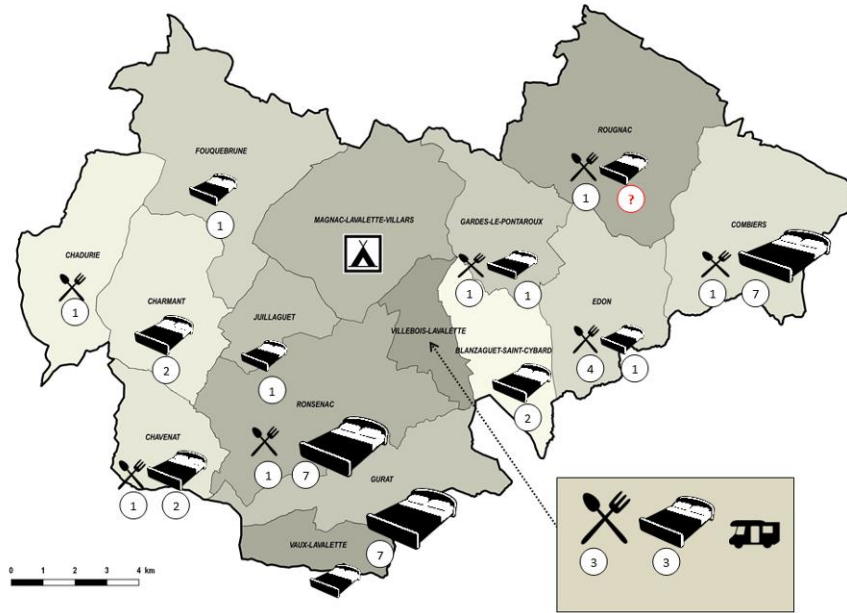 ROUGNAC
FOUQUEBRUNE
1
?
MAGNAC-LAVALETTE-VILLARS
GARDES-LE-PONTAROUX
COMBIERS
1
CHADURIE
1
1
1
7
CHARMANT
EDON
1
JUILLAGUET
VILLEBOIS-LAVALETTE
BLANZAGUET-SAINT-CYBARD
2
4
1
1
RONSENAC
2
CHAVENAT
1
7
GURAT
1
2
VAUX-LAVALETTE
7
3
3
0 1 2 3 4 km